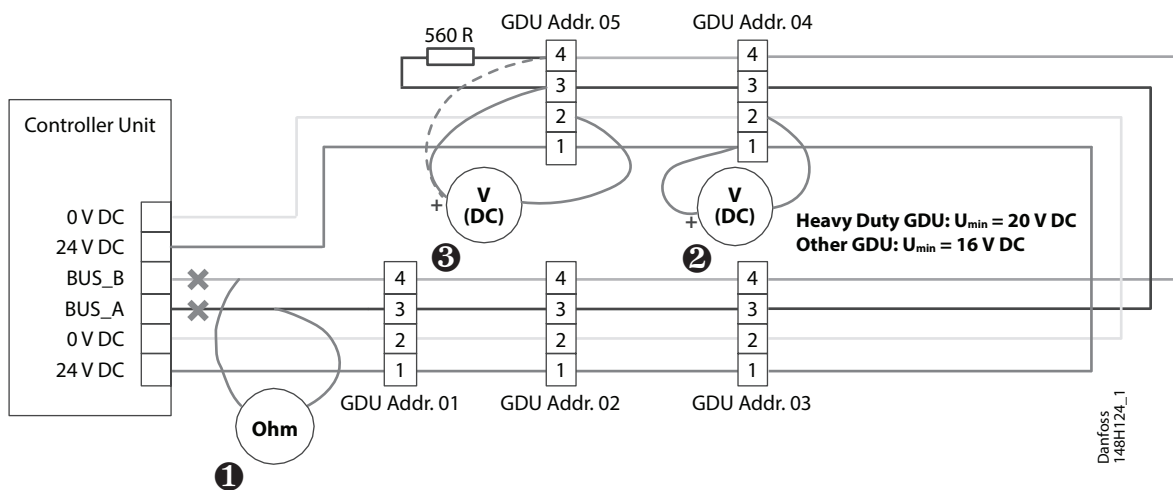 GDU Addr. 05
GDU Addr. 04
560 R
4
3
2
1
4
3
2
1
Controller Unit
0 V DC
24 V DC
BUS_B
BUS_A
0 V DC
24 V DC
V
(DC)
+
❸
V
(DC)
+
❷
Heavy Duty GDU: Umin = 20 V DC
Other GDU: Umin = 16 V DC
4
3
2
1
4
3
2
1
4
3
2
1
GDU Addr. 01
GDU Addr. 02
GDU Addr. 03
Ohm
❶
Danfoss
148H124_1